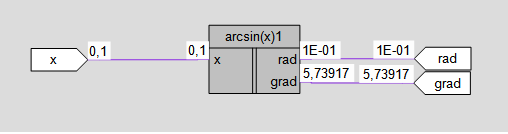 arcsin(x)1
x 0,1 0,1 x rad 1E-01 1E-01 rad
grad 5,73917 5,73917 grad